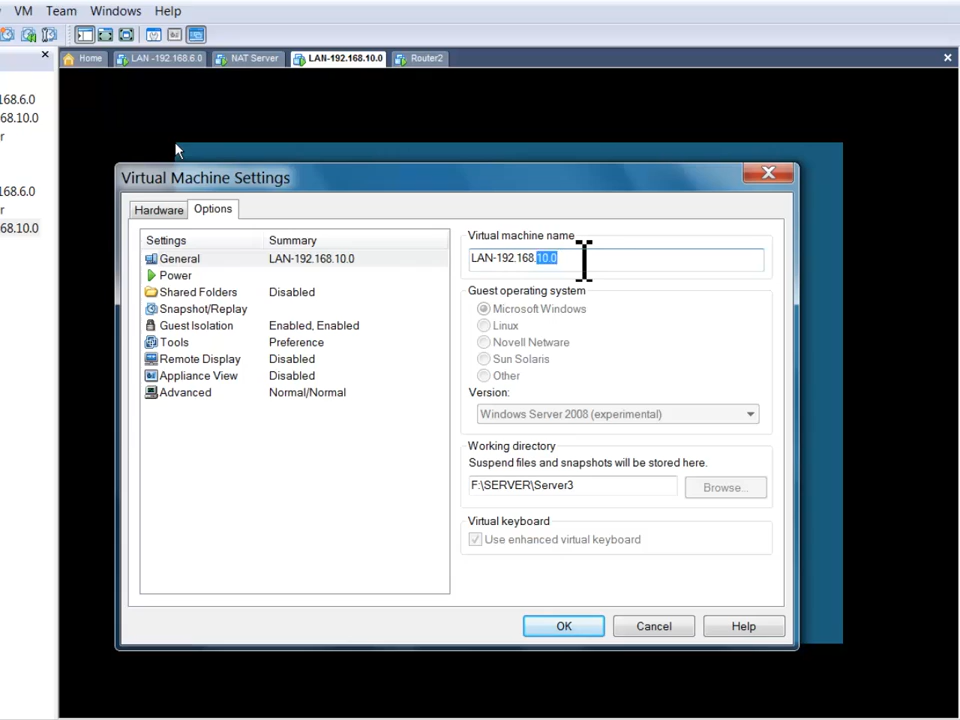 VM Team Windows Help
Home LAN -192.168.6.0 NAT Server LAN-192.168.10.0 Router2
168.6.0
68.10.0
r
168.6.0
r
68.10.0
Virtual Machine Settings
Hardware Options
Settings Summary
General LAN-192.168.10.0
Power
Shared Folders Disabled
Snapshot/Replay
Guest Isolation Enabled, Enabled
Tools Preference
Remote Display Disabled
Appliance View Disabled
Advanced Normal/Normal
Virtual machine name
LAN-192.168.10.0
Guest operating system
Microsoft Windows
Linux
Novell Netware
Sun Solaris
Other
Version:
Windows Server 2008 (experimental)
Working directory
Suspend files and snapshots will be stored here.
F:\SERVER\Server3 Browse...
Virtual keyboard
Use enhanced virtual keyboard
OK Cancel Help